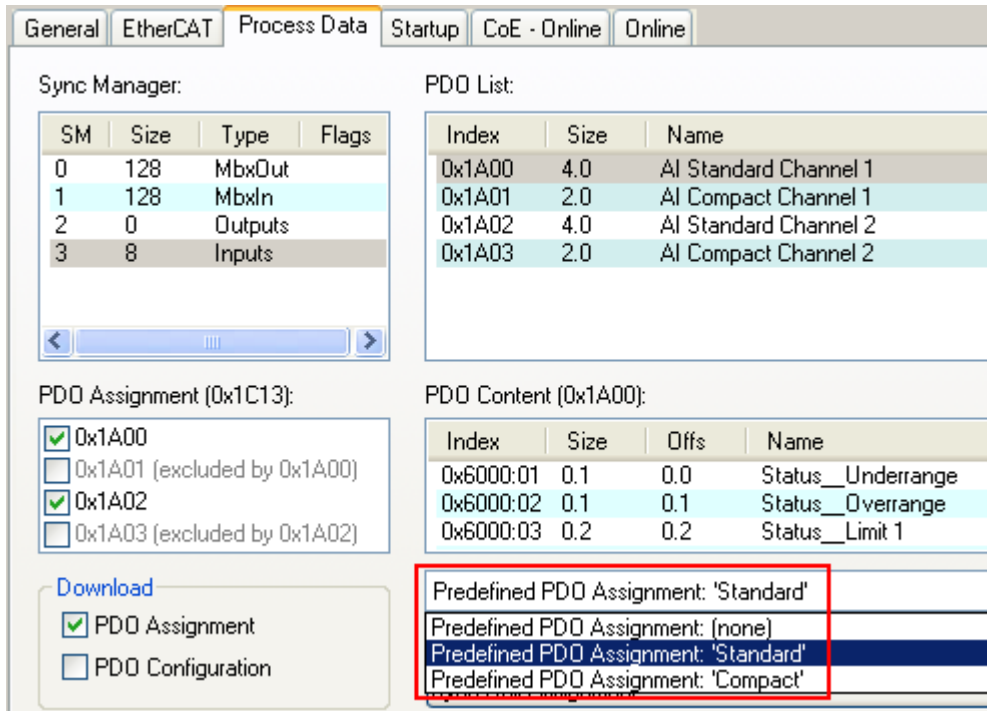 General EtherCAT Process Data Startup CoE - Online Online
Sync Manager:
SM Size Type Flags
0 128 MbxOut
1 128 MbxIn
2 0 Outputs
3 8 Inputs
PDO List:
Index Size Name
0x1A00 4.0 AI Standard Channel 1
0x1A01 2.0 AI Compact Channel 1
0x1A02 4.0 AI Standard Channel 2
0x1A03 2.0 AI Compact Channel 2
PDO Assignment (0x1C13):
0x1A00
0x1A01 (excluded by 0x1A00)
0x1A02
0x1A03 (excluded by 0x1A02)
PDO Content (0x1A00):
Index Size Offs Name
0x6000:01 0.1 0.0 Status__Underrange
0x6000:02 0.1 0.1 Status__Overrange
0x6000:03 0.2 0.2 Status__Limit 1
Download
PDO Assignment
PDO Configuration
Predefined PDO Assignment: 'Standard'
Predefined PDO Assignment: (none)
Predefined PDO Assignment: 'Standard'
Predefined PDO Assignment: 'Compact'